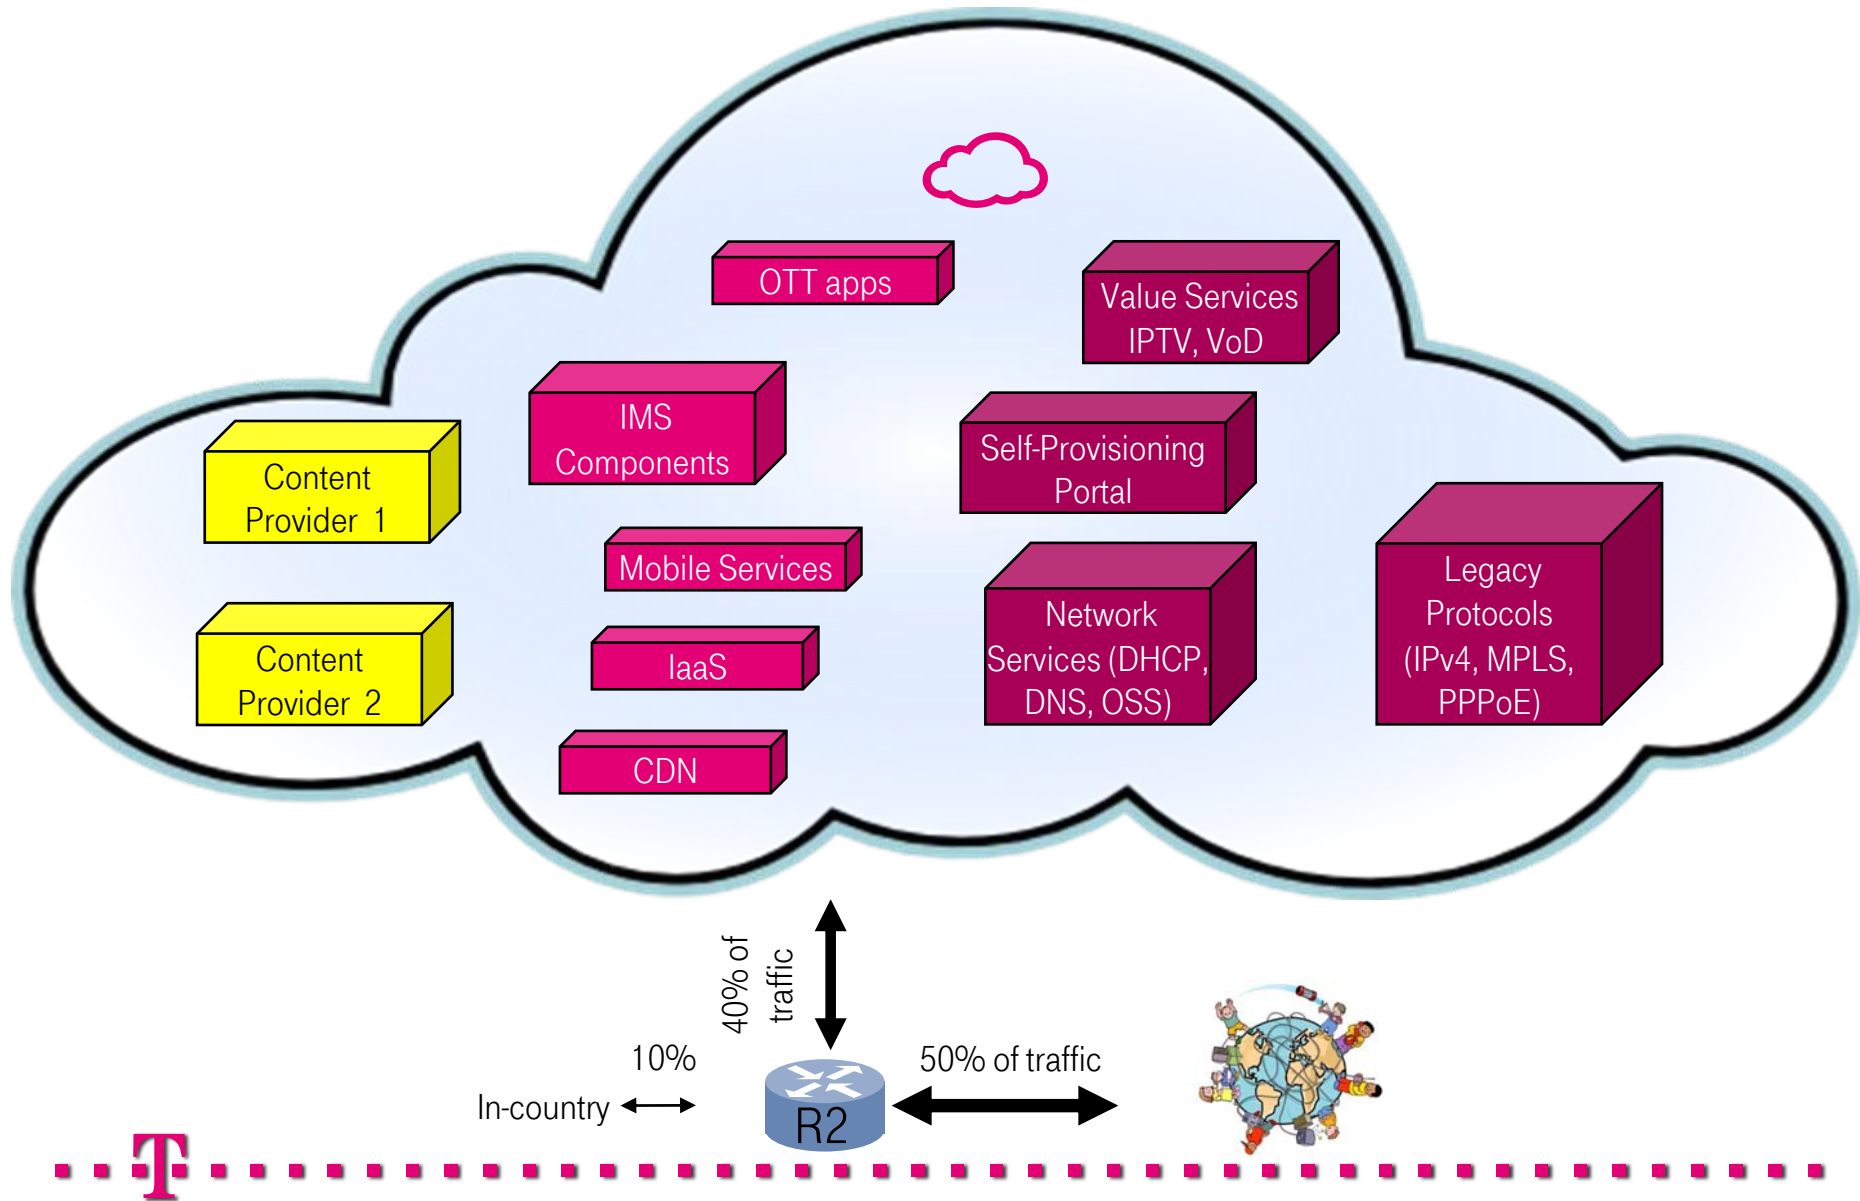 OTT apps
Value Services
IPTV, VoD
IMS
Components
Self-Provisioning
Portal
Content
Provider 1
Mobile Services
Legacy
Protocols
(IPv4, MPLS,
PPPoE)
Network
Services (DHCP,
DNS, OSS)
Content
Provider 2
IaaS
CDN
40% of
traffic
10%
50% of traffic
In-country
R2
T